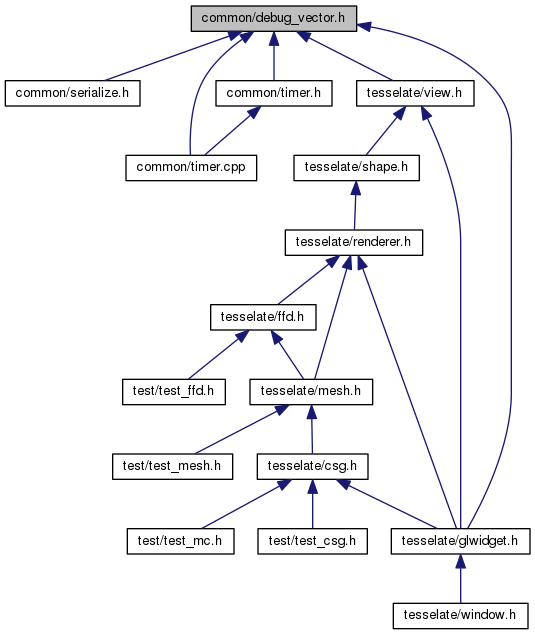 common/debug_vector.h
common/serialize.h
common/timer.h
tesselate/view.h
common/timer.cpp
tesselate/shape.h
tesselate/renderer.h
tesselate/ffd.h
test/test_ffd.h
tesselate/mesh.h
test/test_mesh.h
tesselate/csg.h
test/test_mc.h
test/test_csg.h
tesselate/glwidget.h
tesselate/window.h